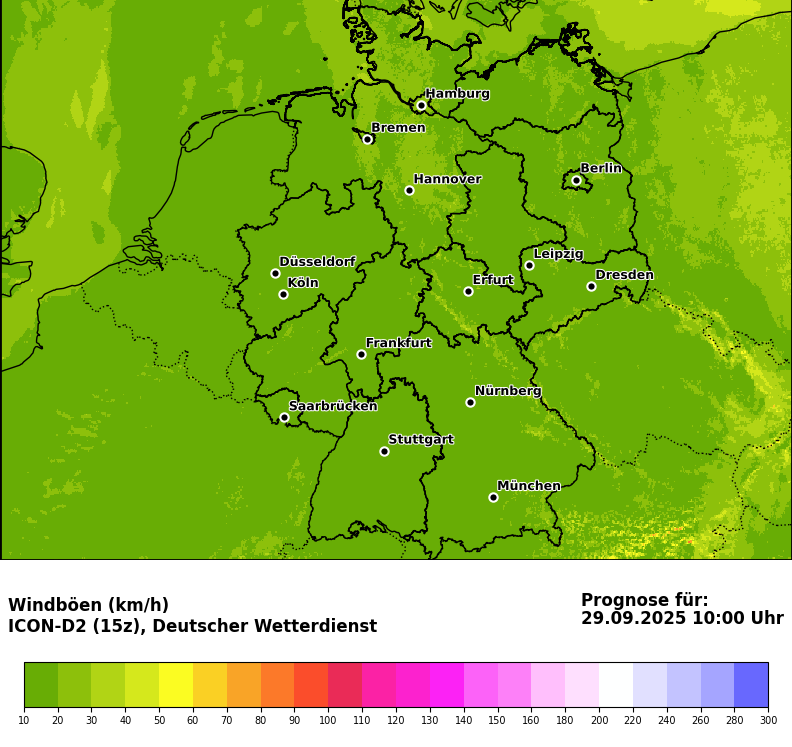 Hamburg
Bremen
Berlin
Hannover
Leipzig
Düsseldorf
Dresden
Köln
Erfurt
Frankfurt
Nürnberg
Saarbrücken
Stuttgart
München
Windböen (km/h)
ICON-D2 (15z), Deutscher Wetterdienst
Prognose für:
29.09.2025 10:00 Uhr
10 20 30 40 50 60 70 80 90 100 110 120 130 140 150 160 180 200 220 240 260 280 300